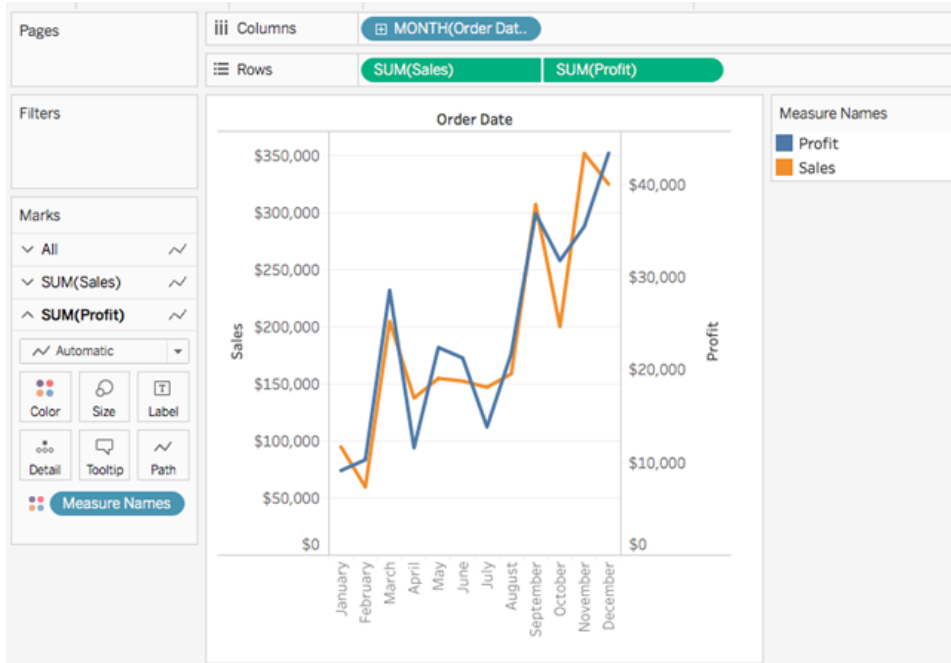 Pages
iii Columns
MONTH(Order Dat..
Rows
SUM(Sales)
SUM(Profit)
Filters
Marks
All
SUM(Sales)
SUM(Profit)
Automatic
Color
Size
T
Label
Detail
Tooltip
Path
Measure Names
Order Date
Sales
$350,000
$300,000
$250,000
$200,000
$150,000
$100,000
$50,000
$0
Profit
$40,000
$30,000
$20,000
$10,000
$0
January
February
March
April
May
June
July
August
September
October
November
December
Measure Names
Profit
Sales